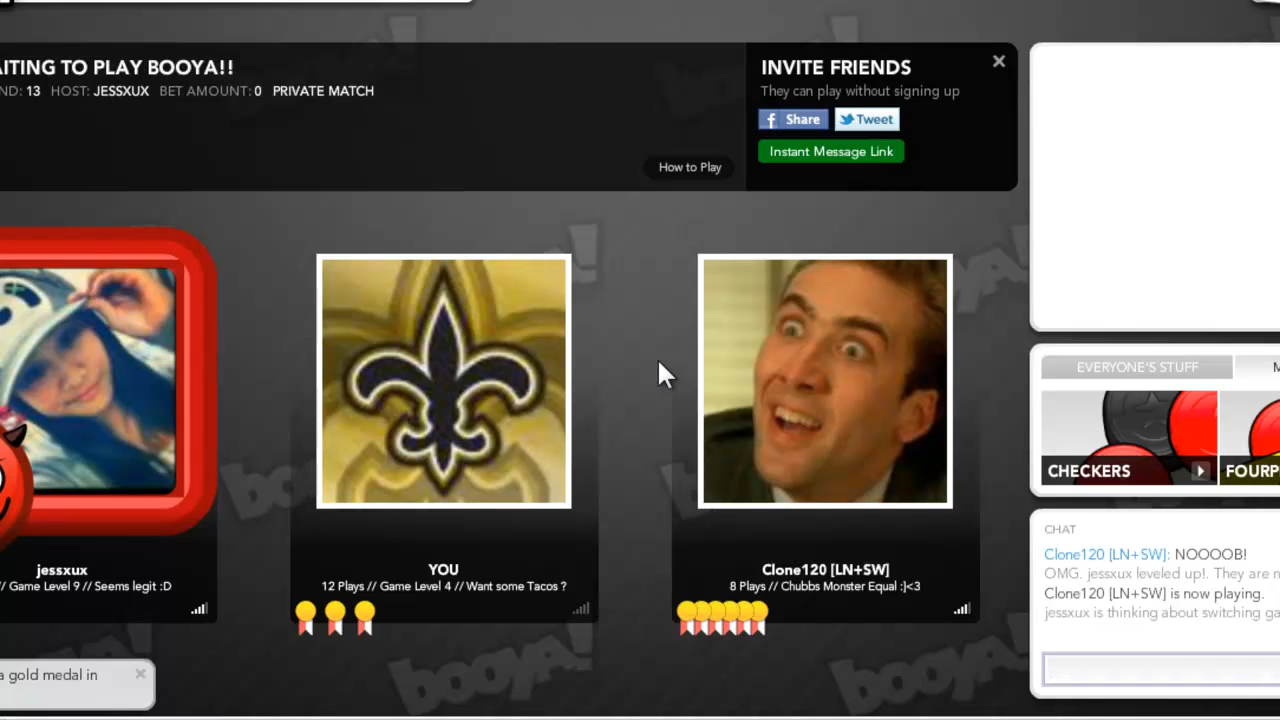 AITING TO PLAY BOOYA!!
ND: 13 HOST: JESSXUX BET AMOUNT: 0 PRIVATE MATCH
How to Play
INVITE FRIENDS
They can play without signing up
f Share Tweet
Instant Message Link
jessxux
// Game Level 9 // Seems legit :D
YOU
12 Plays // Game Level 4 // Want some Tacos ?
Clone120 [LN+SW]
8 Plays // Chubbs Monster Equal :]<3
a gold medal in
EVERYONE'S STUFF M
CHECKERS
FOURP
CHAT
Clone120 [LN+SW]: NOOOOB!
OMG. jessxux leveled up!. They are n
Clone120 [LN+SW] is now playing.
jessxux is thinking about switching ga
booya!
booya!
booya!